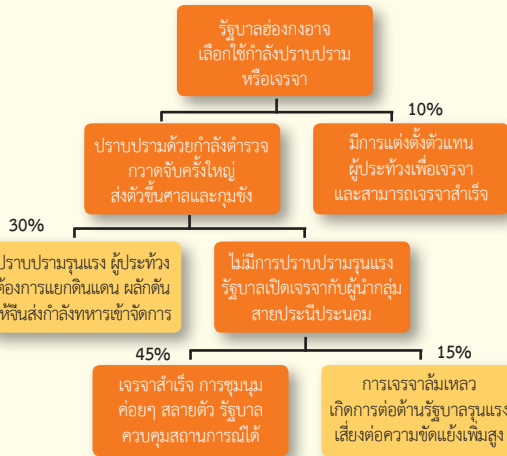 รัฐบาลฮ่องกงอาจ
เลือกใช้กำลังปราบปราม
หรือเจรจา
10%
ปราบปรามด้วยกำลังตำรวจ
กวาดจับครั้งใหญ่
ส่งตัวขึ้นศาลและกุมขัง
มีการแต่งตั้งตัวแทน
ผู้ประท้วงเพื่อเจรจา
และสามารถเจรจาสำเร็จ
30%
ปราบปรามรุนแรง ผู้ประท้วง
ต้องการแยกดินแดน ผลักดัน
ให้จีนส่งกำลังทหารเข้าจัดการ
ไม่มีการปราบปรามรุนแรง
รัฐบาลเปิดเจรจากับผู้นำกลุ่ม
สายประนีประนอม
45%
15%
เจรจาสำเร็จ การชุมนุม
ค่อยๆ สลายตัว รัฐบาล
ควบคุมสถานการณ์ได้
การเจรจาล้มเหลว
เกิดการต่อต้านรัฐบาลรุนแรง
เสี่ยงต่อความขัดแย้งเพิ่มสูง